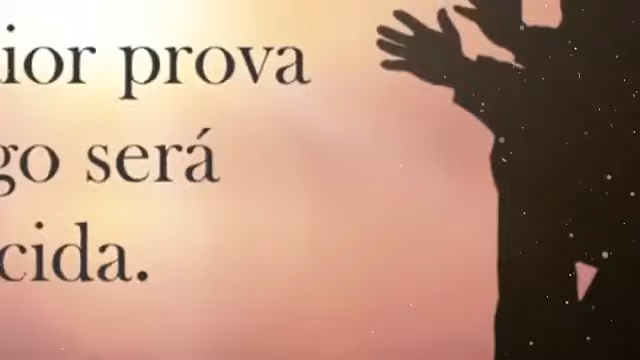 ior prova
go será
cida.